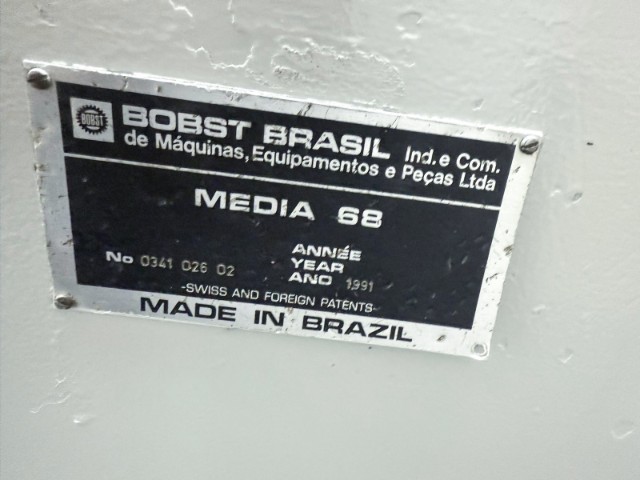 BOBST
BOBST BRASIL Ind. e Com.
de Máquinas, Equipamentos e Peças Ltda
MEDIA 68
No 0341 026 02
ANNÉE
YEAR
ANO 1991
-SWISS AND FOREIGN PATENTS-
MADE IN BRAZIL